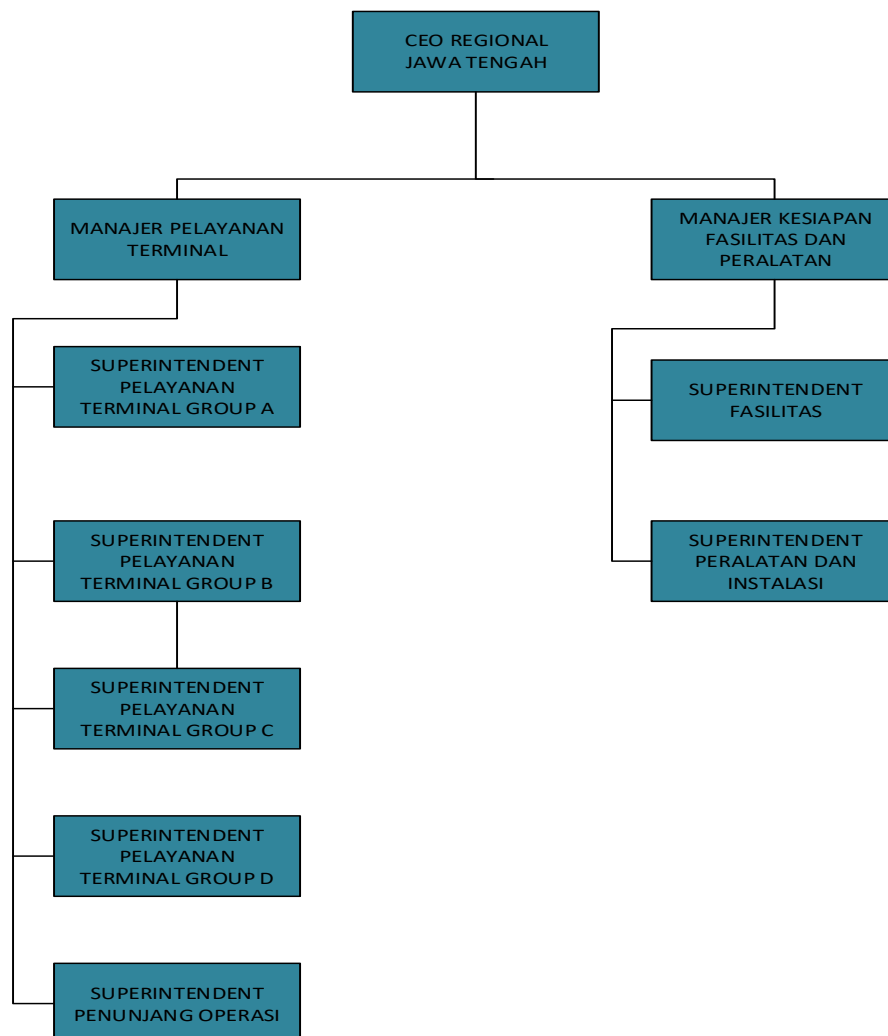 CEO REGIONAL
JAWA TENGAH
MANAJER PELAYANAN
TERMINAL
MANAJER KESIAPAN
FASILITAS DAN
PERALATAN
SUPERINTENDENT
PELAYANAN
TERMINAL GROUP A
SUPERINTENDENT
FASILITAS
SUPERINTENDENT
PELAYANAN
TERMINAL GROUP B
SUPERINTENDENT
PERALATAN DAN
INSTALASI
SUPERINTENDENT
PELAYANAN
TERMINAL GROUP C
SUPERINTENDENT
PELAYANAN
TERMINAL GROUP D
SUPERINTENDENT
PENUNJANG OPERASI